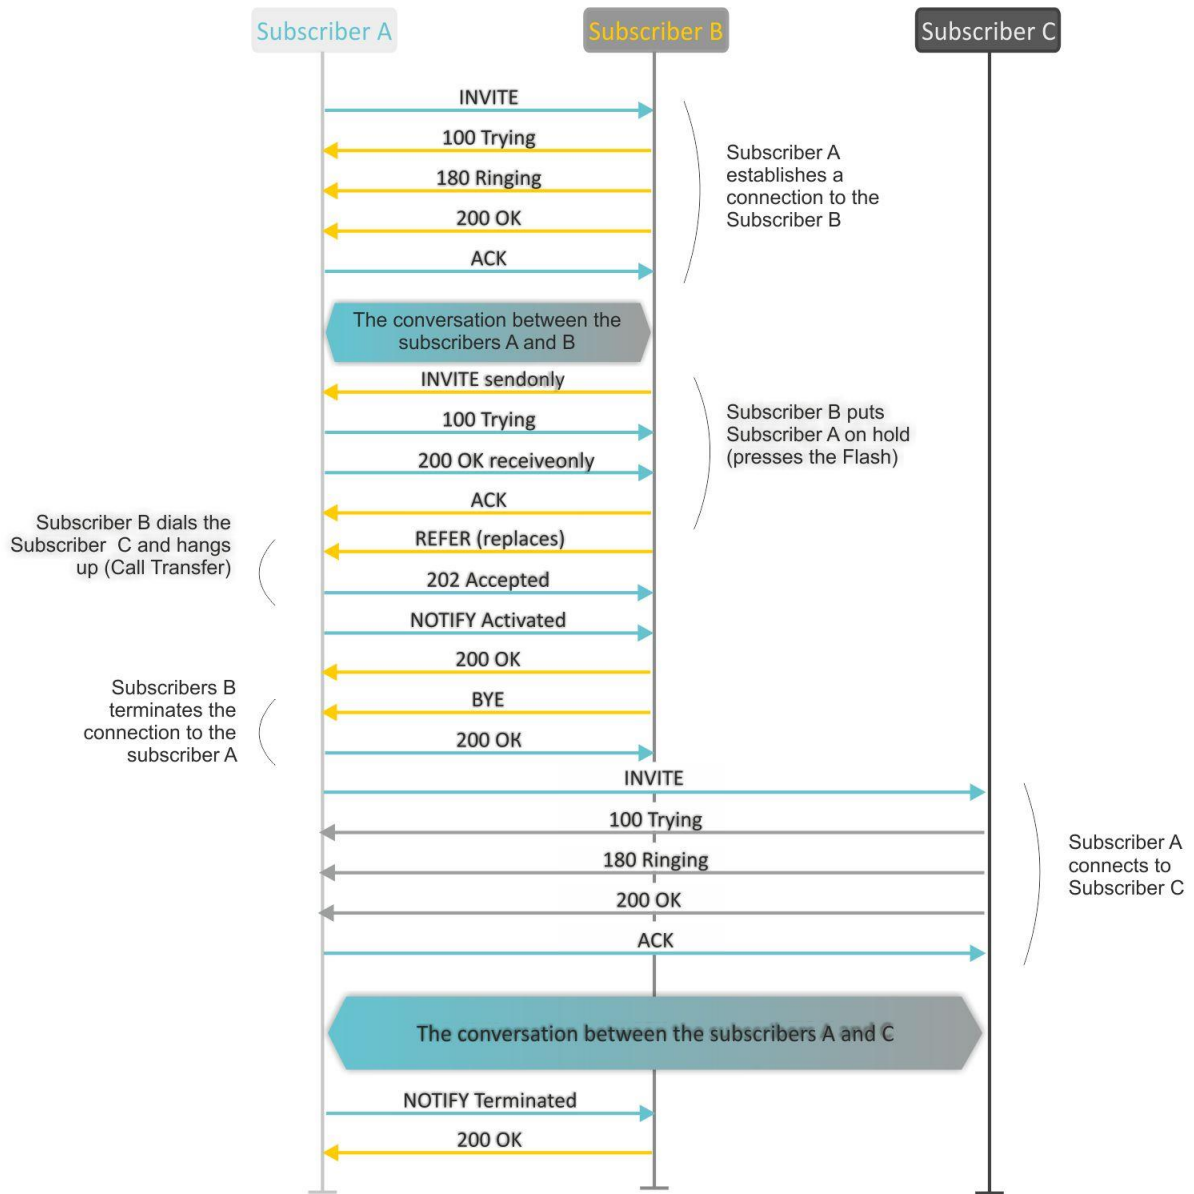 Subscriber A
Subscriber B
Subscriber C
INVITE
100 Trying
180 Ringing
200 OK
ACK
Subscriber A
establishes a
connection to the
Subscriber B
The conversation between the
subscribers A and B
INVITE sendonly
100 Trying
200 OK receiveonly
ACK
Subscriber B puts
Subscriber A on hold
(presses the Flash)
REFER (replaces)
202 Accepted
Subscriber B dials the
Subscriber C and hangs
up (Call Transfer)
NOTIFY Activated
200 OK
BYE
200 OK
Subscribers B
terminates the
connection to the
subscriber A
INVITE
100 Trying
180 Ringing
200 OK
ACK
Subscriber A
connects to
Subscriber C
The conversation between the subscribers A and C
NOTIFY Terminated
200 OK